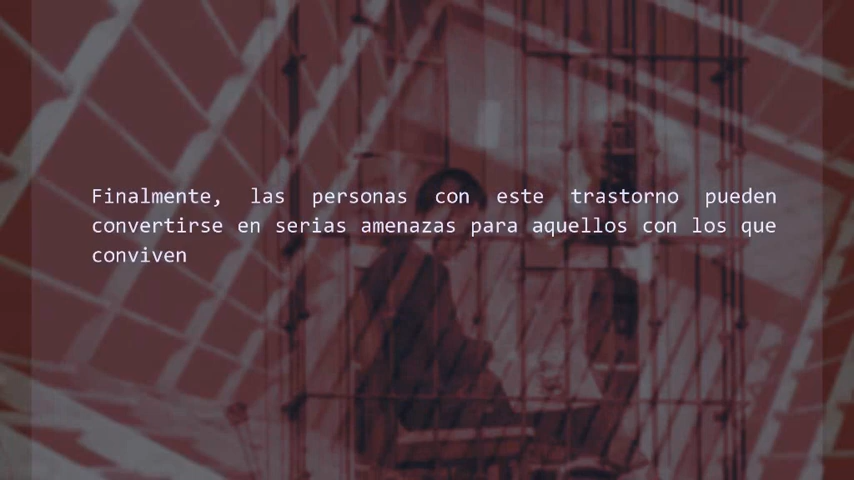 Finalmente, las personas con este trastorno pueden
convertirse en serias amenazas para aquellos con los que
conviven